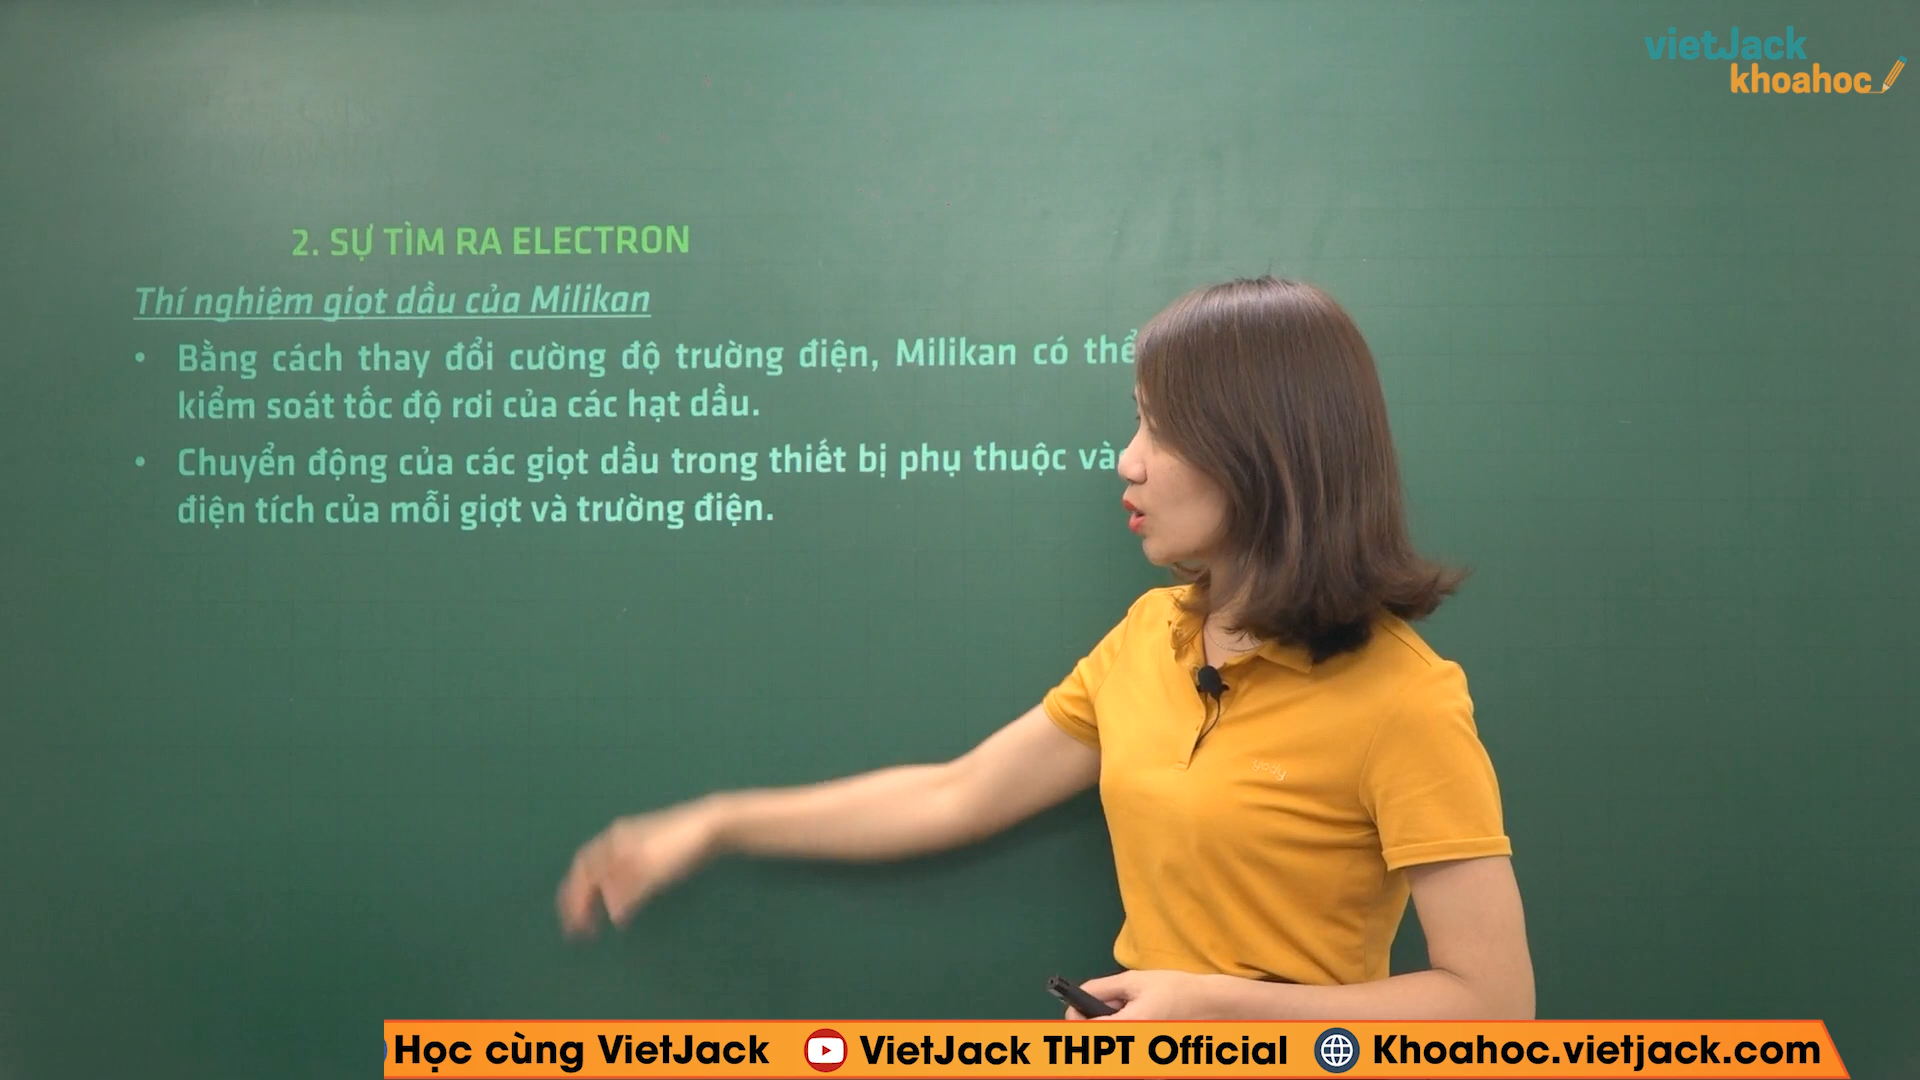 vietJack
khoahoc
2. SỰ TÌM RA ELECTRON
Thí nghiệm giọt dầu của Milikan
• Bằng cách thay đổi cường độ trường điện, Milikan có thể
kiểm soát tốc độ rơi của các hạt dầu.
• Chuyển động của các giọt dầu trong thiết bị phụ thuộc
điện tích của mỗi giợt và trường điện.
yody
Học cùng VietJack VietJack THPT Official Khoahoc.vietjack.com